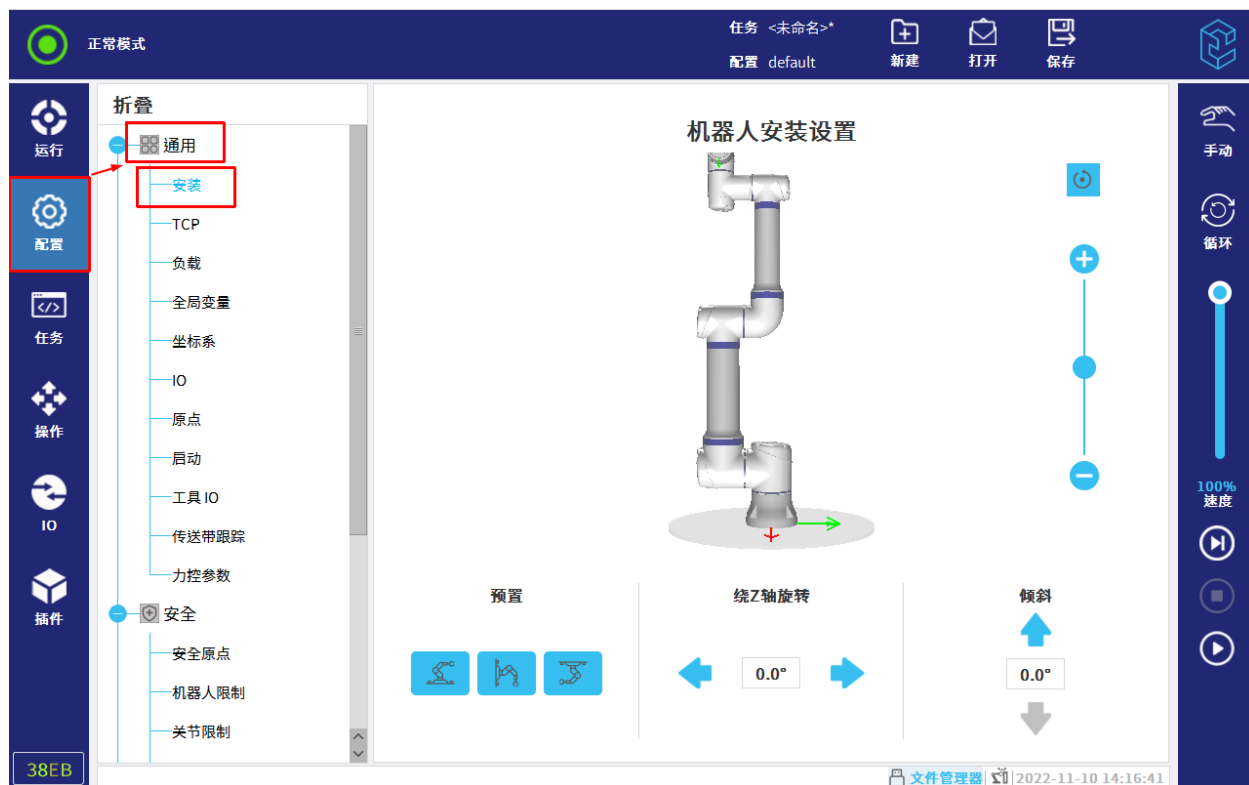 正常模式
任务 <未命名>*
配置 default
新建
打开
保存
运行
配置
任务
操作
IO
插件
38EB
折叠
通用
安装
TCP
负载
全局变量
坐标系
IO
原点
启动
工具 IO
传送带跟踪
力控参数
安全
安全原点
机器人限制
关节限制
机器人安装设置
预置
绕Z轴旋转
0.0°
倾斜
0.0°
手动
循环
100%
速度
文件管理器
2022-11-10 14:16:41